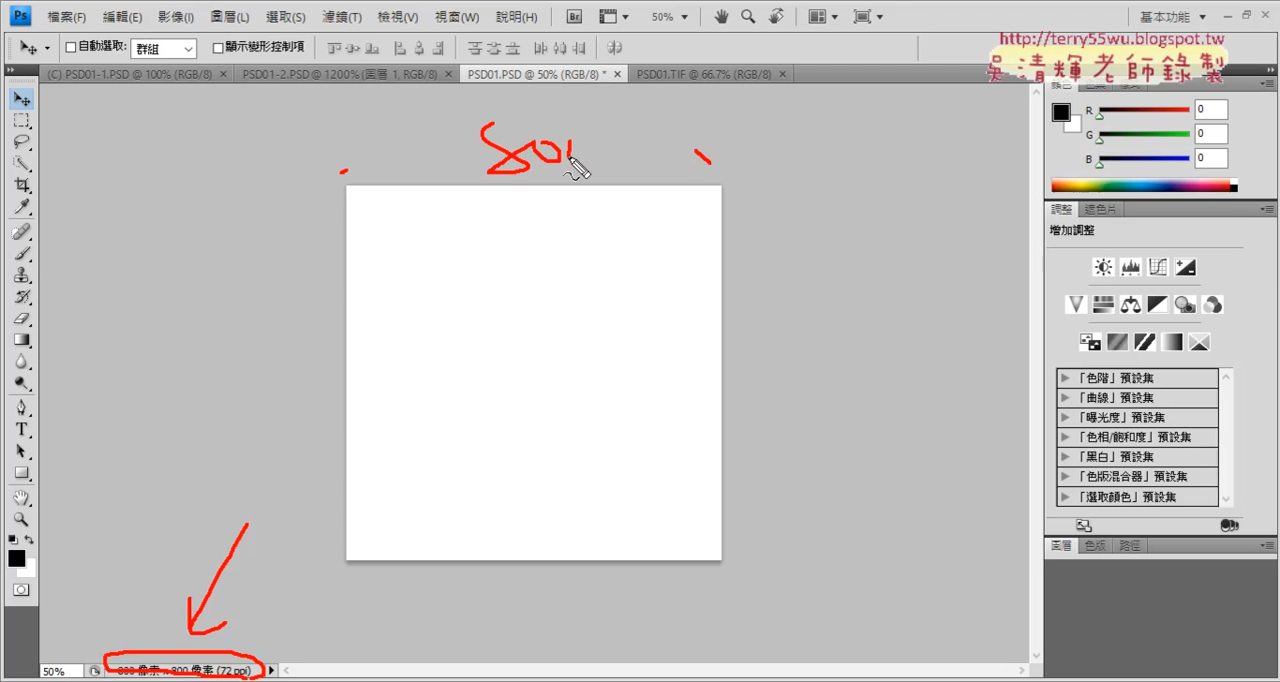 檔案(F) 編輯(E) 影像(I) 圖層(L) 選取(S) 濾鏡(T) 檢視(V) 視窗(W) 說明(H) Br 50% 基本功能
自動選取: 群組 顯示變形控制項
http://terry55wu.blogspot.tw
吳清輝老師錄製
(C) PSD01-1.PSD @ 100% (RGB/8) × PSD01-2.PSD @ 1200% (圖層 1, RGB/8) × PSD01.PSD @ 50% (RGB/8) * × PSD01.TIF @ 66.7% (RGB/8) ×
R 0
G 0
B 0
調整 遮色片
增加調整
「色階」預設集
「曲線」預設集
「曝光度」預設集
「色相/飽和度」預設集
「黑白」預設集
「色版混合器」預設集
「選取顏色」預設集
圖層 色版 路徑
50% 800 像素 x 800 像素 (72 ppi)